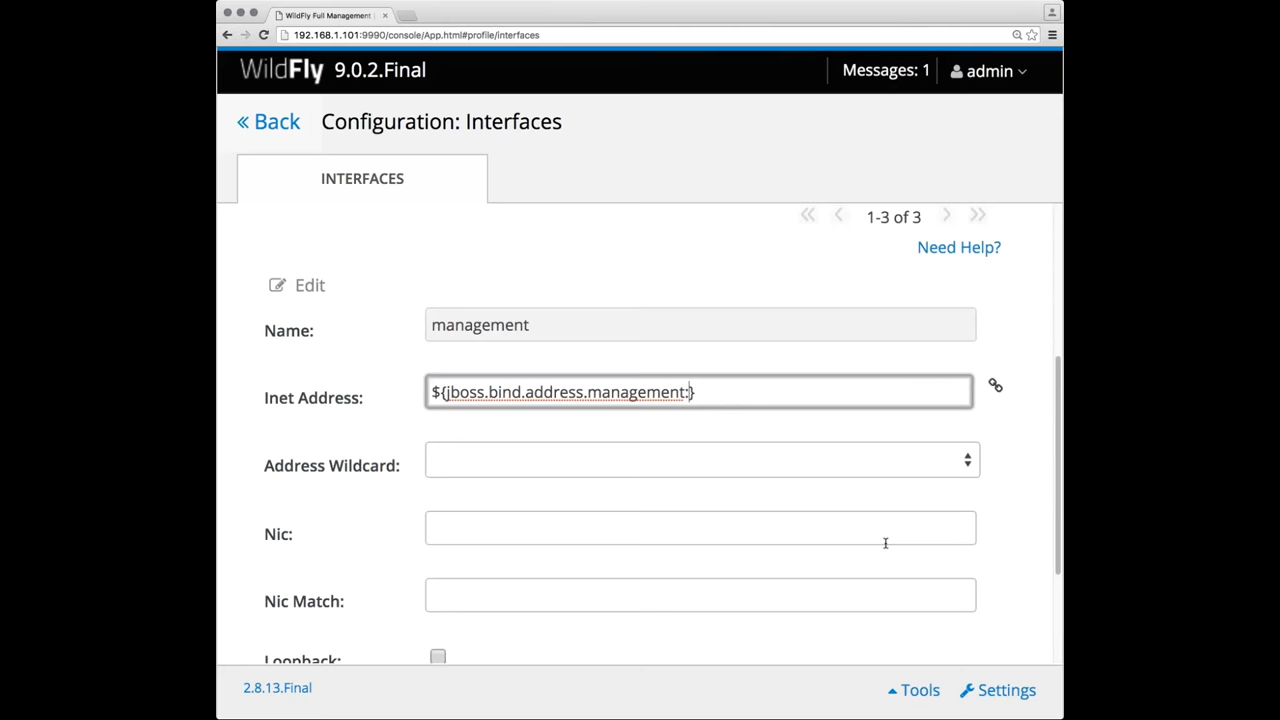 WildFly Full Management
192.168.1.101:9990/console/App.html#profile/interfaces
WildFly 9.0.2.Final
Messages: 1
admin
« Back
Configuration: Interfaces
INTERFACES
1-3 of 3
Need Help?
Edit
Name:
management
Inet Address:
${jboss.bind.address.management:}
Address Wildcard:
Nic:
Nic Match:
Loopback:
2.8.13.Final
Tools
Settings